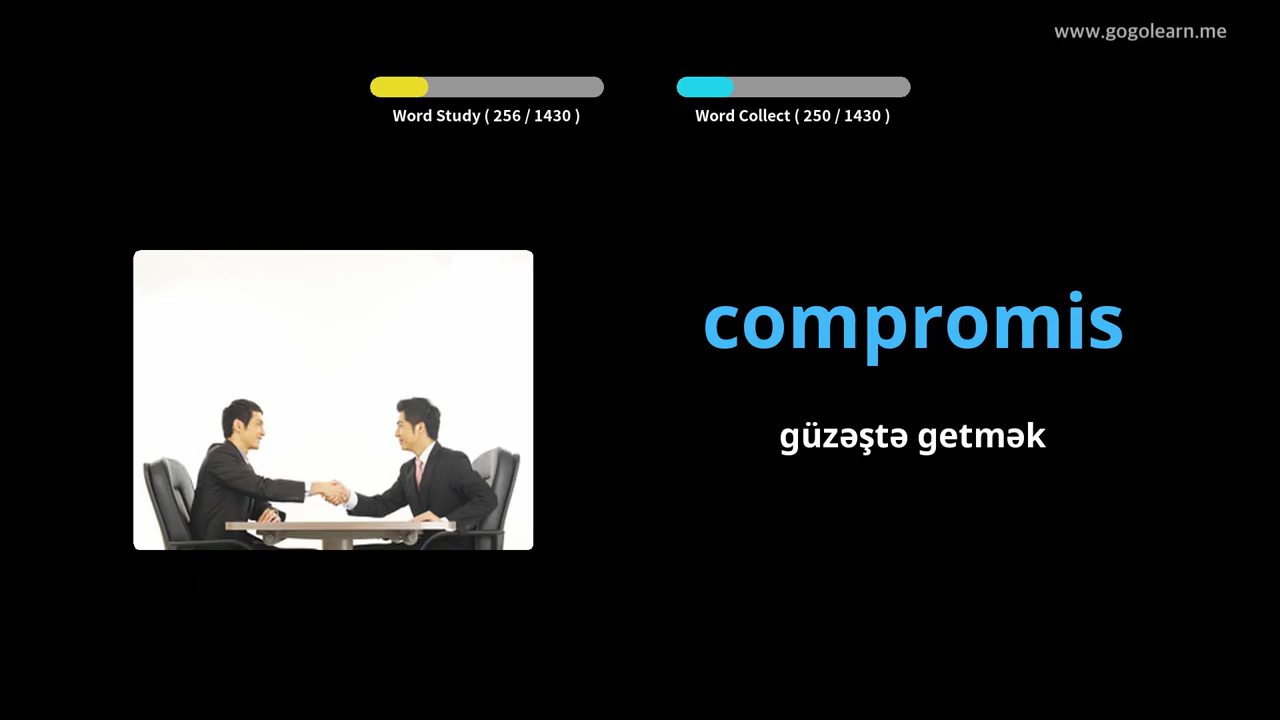 www.gogolearn.me
Word Study ( 256 / 1430 )
Word Collect ( 250 / 1430 )
compromis
güzəştə getmək